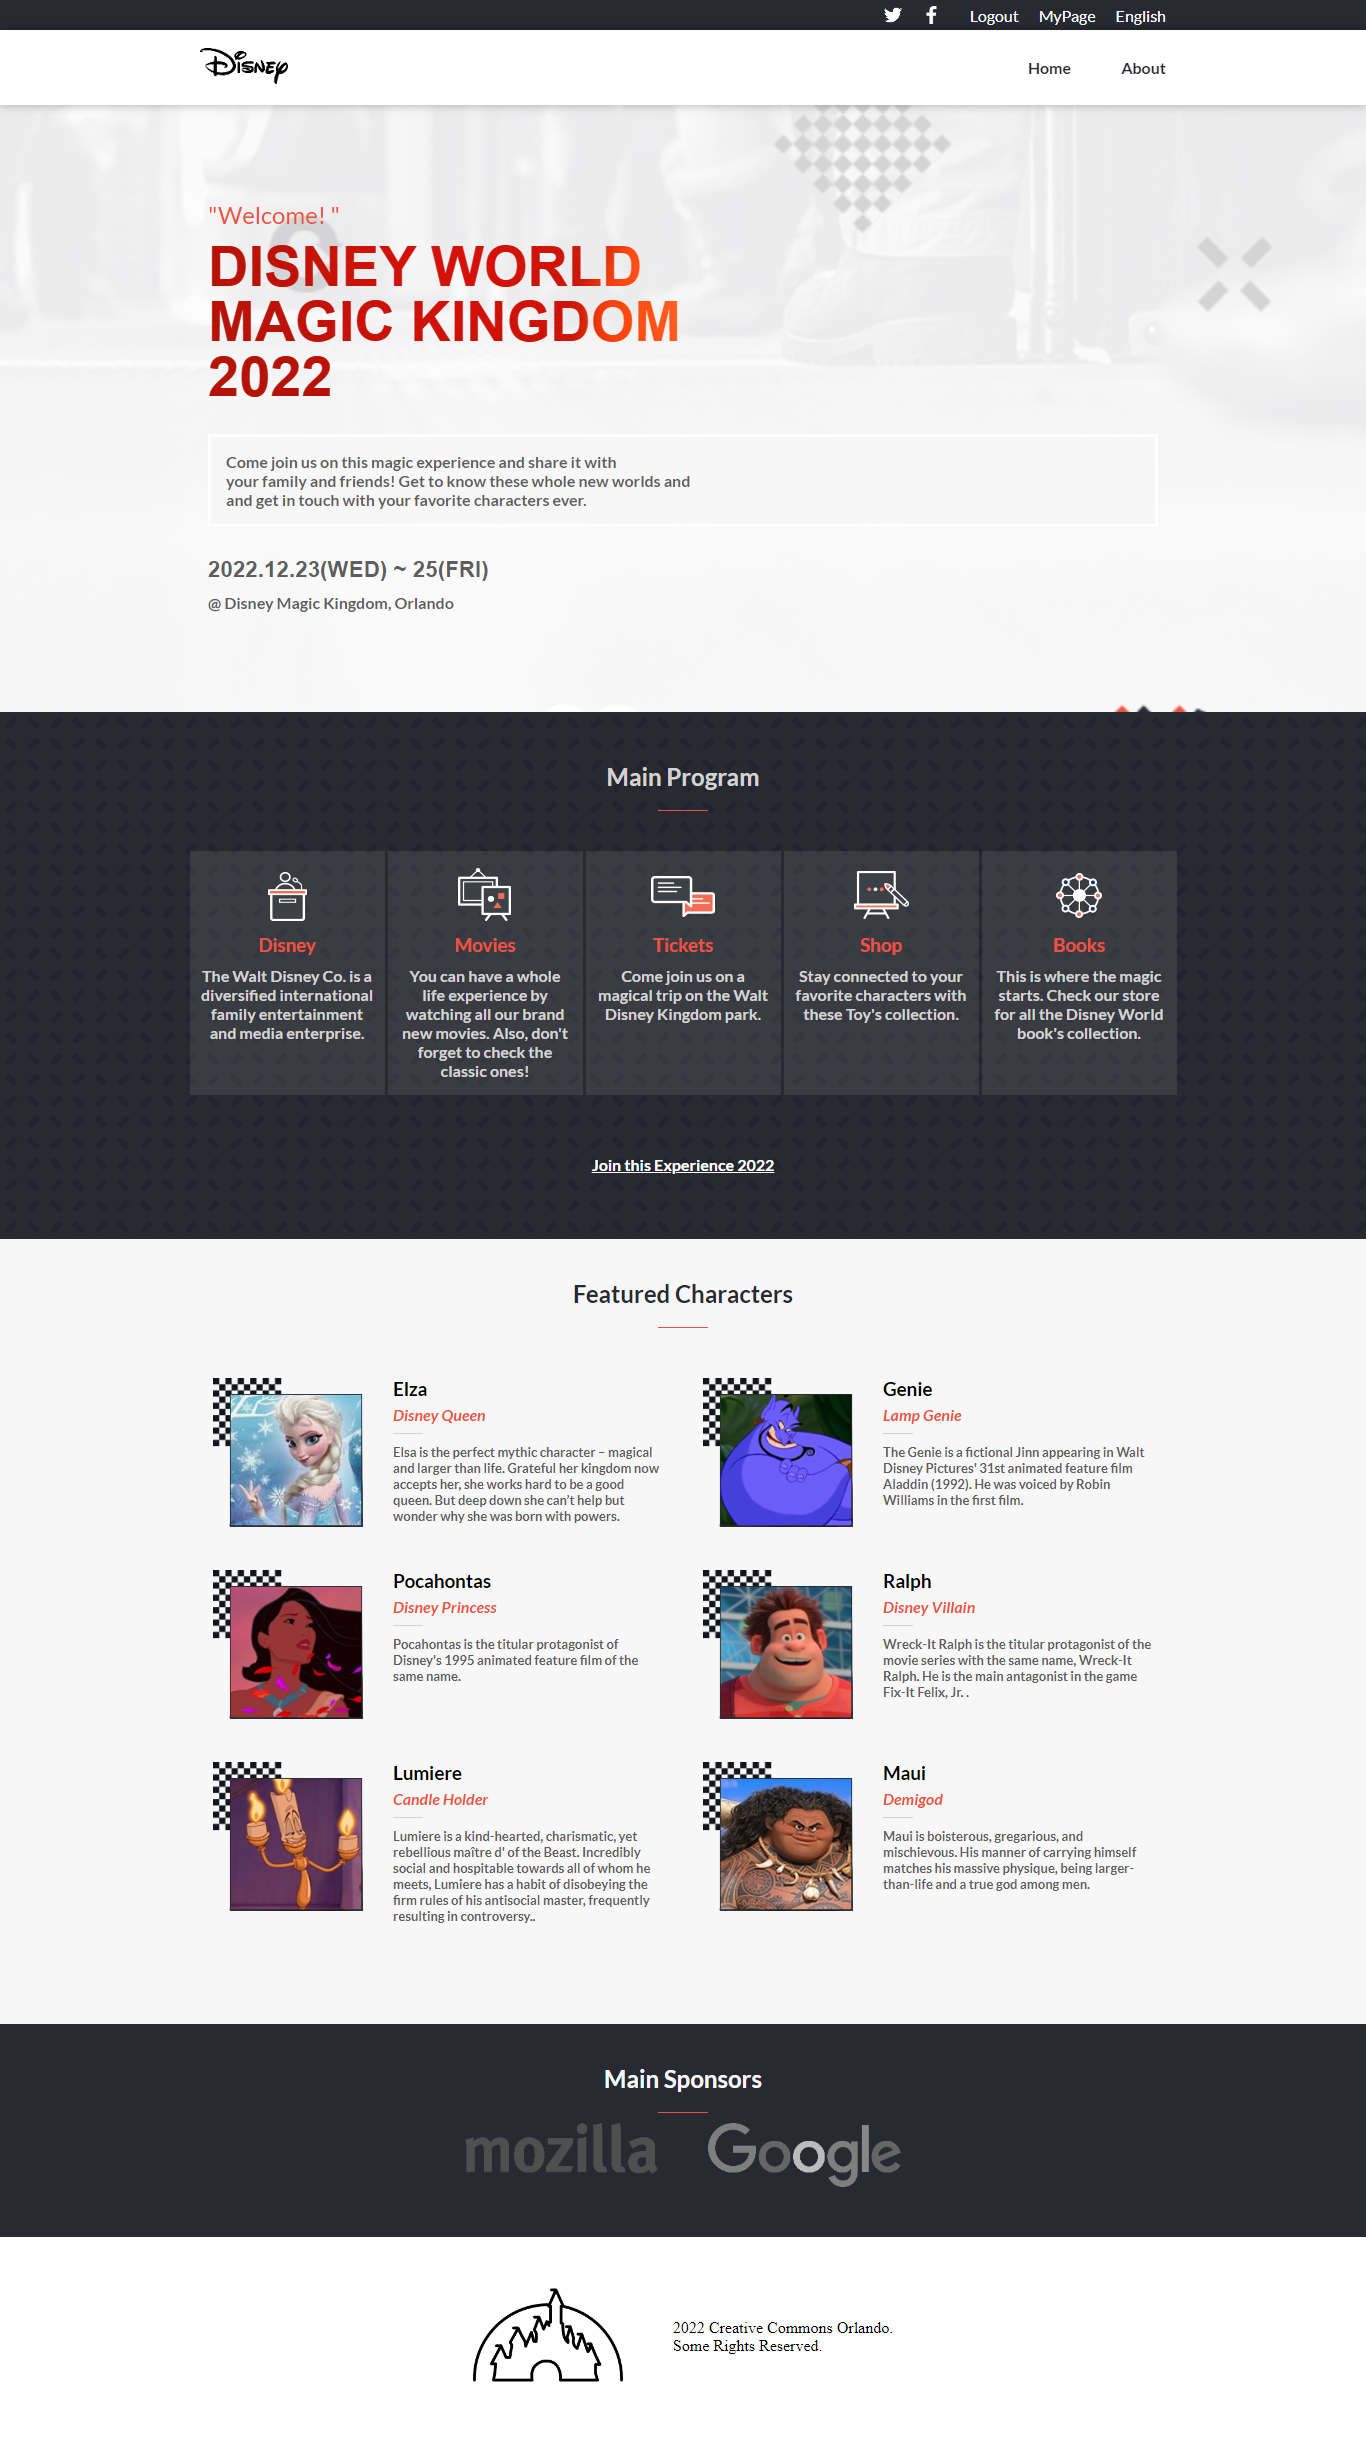 Logout MyPage English
Disney
Home About
"Welcome! "
DISNEY WORLD
MAGIC KINGDOM
2022
Come join us on this magic experience and share it with
your family and friends! Get to know these whole new worlds and
and get in touch with your favorite characters ever.
2022.12.23(WED) ~ 25(FRI)
@ Disney Magic Kingdom, Orlando
Main Program
Disney
The Walt Disney Co. is a
diversified international
family entertainment
and media enterprise.
Movies
You can have a whole
life experience by
watching all our brand
new movies. Also, don't
forget to check the
classic ones!
Tickets
Come join us on a
magical trip on the Walt
Disney Kingdom park.
Shop
Stay connected to your
favorite characters with
these Toy's collection.
Books
This is where the magic
starts. Check our store
for all the Disney World
book's collection.
Join this Experience 2022
Featured Characters
Elza
Disney Queen
Elsa is the perfect mythic character – magical
and larger than life. Grateful her kingdom now
accepts her, she works hard to be a good
queen. But deep down she can’t help but
wonder why she was born with powers.
Genie
Lamp Genie
The Genie is a fictional Jinn appearing in Walt
Disney Pictures' 31st animated feature film
Aladdin (1992). He was voiced by Robin
Williams in the first film.
Pocahontas
Disney Princess
Pocahontas is the titular protagonist of
Disney's 1995 animated feature film of the
same name.
Ralph
Disney Villain
Wreck-It Ralph is the titular protagonist of the
movie series with the same name, Wreck-It
Ralph. He is the main antagonist in the game
Fix-It Felix, Jr. .
Lumiere
Candle Holder
Lumiere is a kind-hearted, charismatic, yet
rebellious maître d' of the Beast. Incredibly
social and hospitable towards all of whom he
meets, Lumiere has a habit of disobeying the
firm rules of his antisocial master, frequently
resulting in controversy..
Maui
Demigod
Maui is boisterous, gregarious, and
mischievous. His manner of carrying himself
matches his massive physique, being larger-
than-life and a true god among men.
Main Sponsors
mozilla Google
2022 Creative Commons Orlando.
Some Rights Reserved.